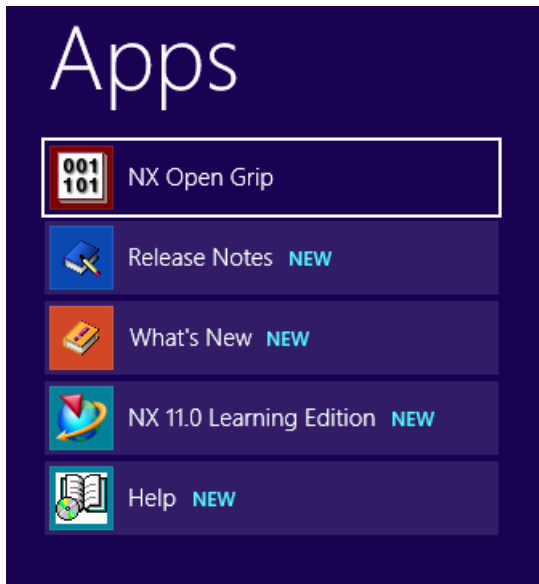 Apps
001
101
NX Open Grip
Release Notes NEW
What's New NEW
NX 11.0 Learning Edition NEW
Help NEW